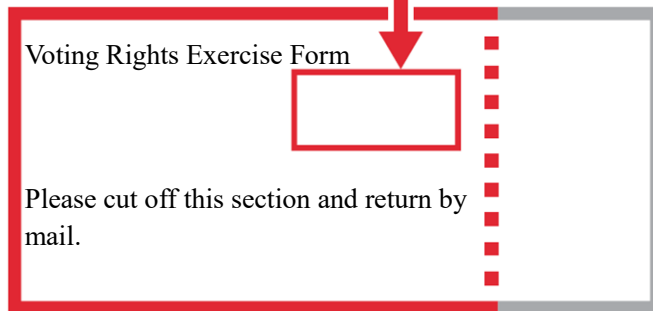 Voting Rights Exercise Form
Please cut off this section and return by
mail.